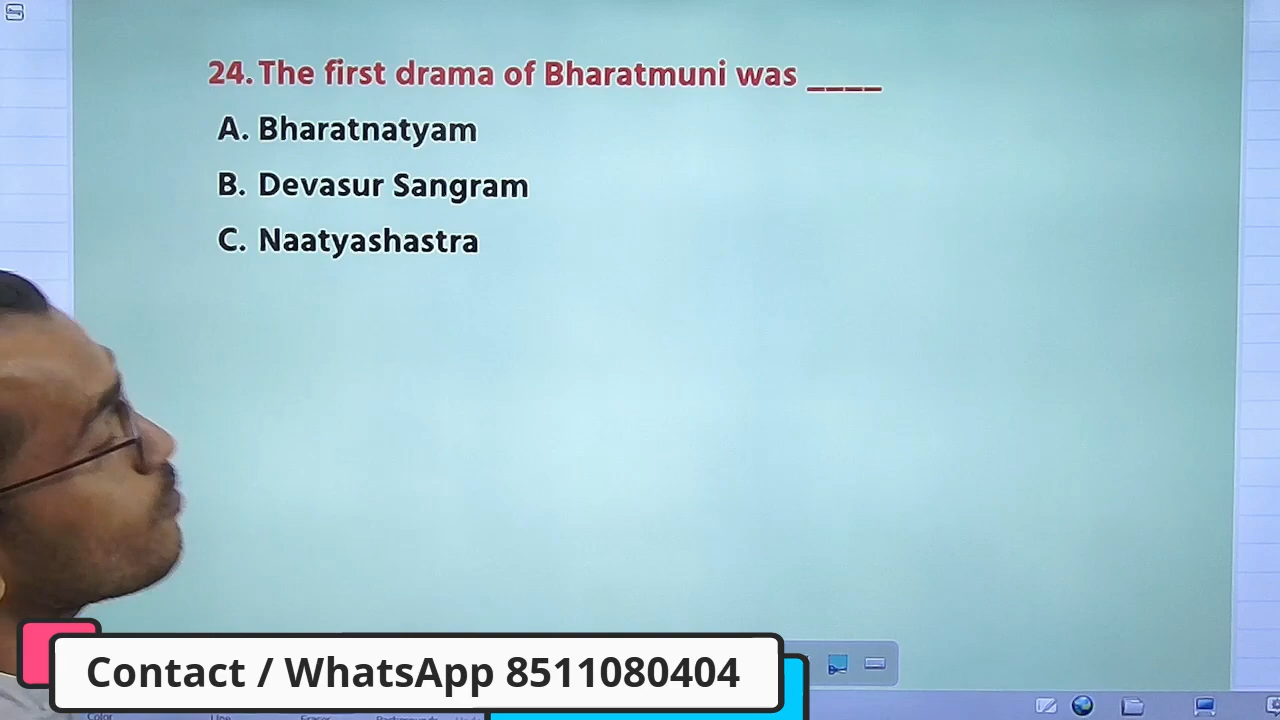 24. The first drama of Bharatmuni was ____
A. Bharatnatyam
B. Devasur Sangram
C. Naatyashastra
Contact / WhatsApp 8511080404